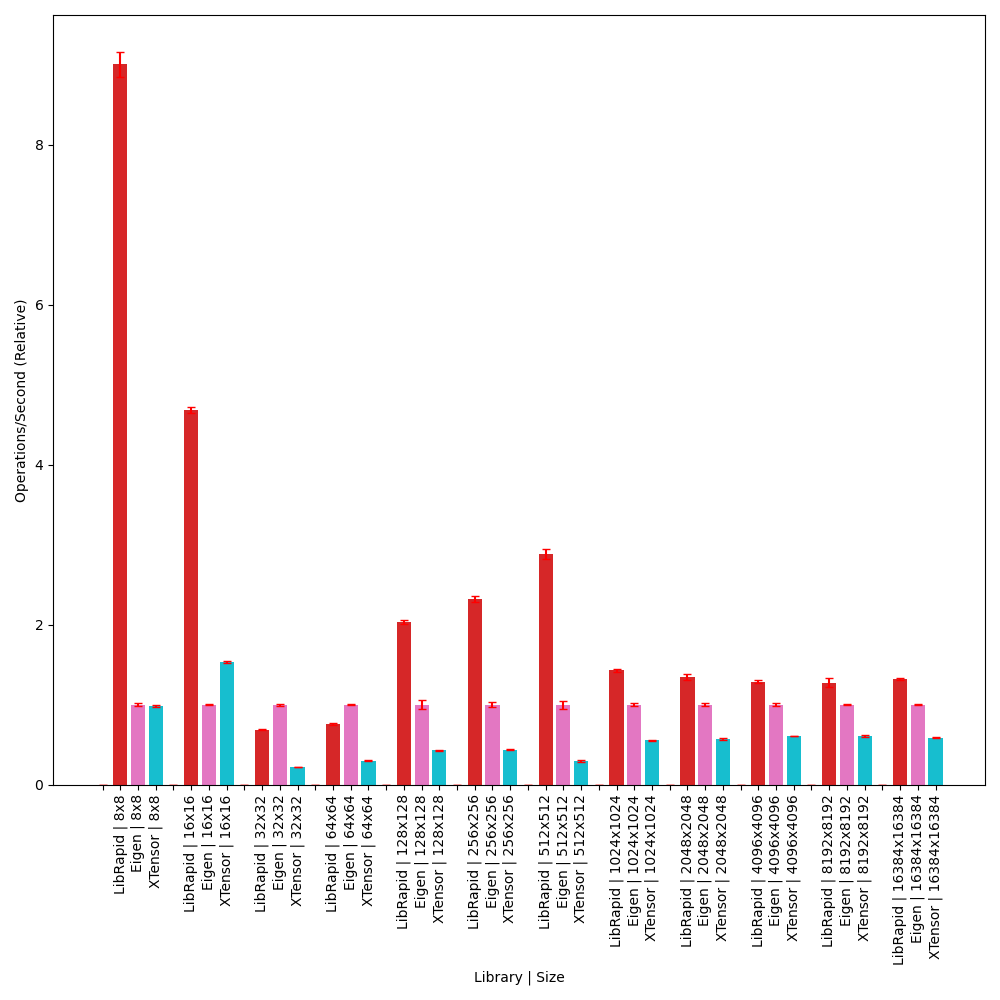 Operations/Second (Relative)
8
6
4
2
0
LibRapid | 8x8
Eigen | 8x8
XTensor | 8x8
LibRapid | 16x16
Eigen | 16x16
XTensor | 16x16
LibRapid | 32x32
Eigen | 32x32
XTensor | 32x32
LibRapid | 64x64
Eigen | 64x64
XTensor | 64x64
LibRapid | 128x128
Eigen | 128x128
XTensor | 128x128
LibRapid | 256x256
Eigen | 256x256
XTensor | 256x256
LibRapid | 512x512
Eigen | 512x512
XTensor | 512x512
LibRapid | 1024x1024
Eigen | 1024x1024
XTensor | 1024x1024
LibRapid | 2048x2048
Eigen | 2048x2048
XTensor | 2048x2048
LibRapid | 4096x4096
Eigen | 4096x4096
XTensor | 4096x4096
LibRapid | 8192x8192
Eigen | 8192x8192
XTensor | 8192x8192
LibRapid | 16384x16384
Eigen | 16384x16384
XTensor | 16384x16384
Library | Size